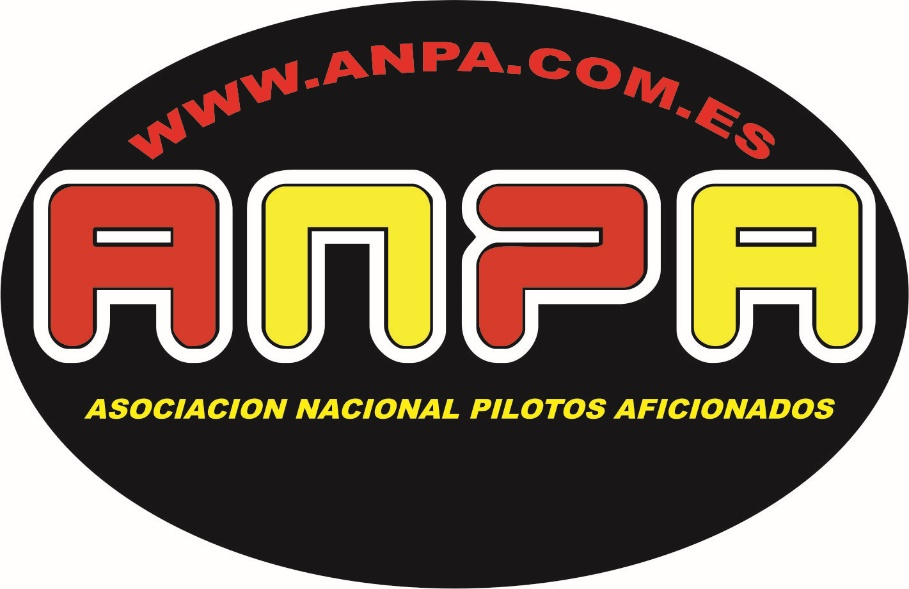 WWW.ANPA.COM.ES
ANPA
ASOCIACION NACIONAL PILOTOS AFICIONADOS